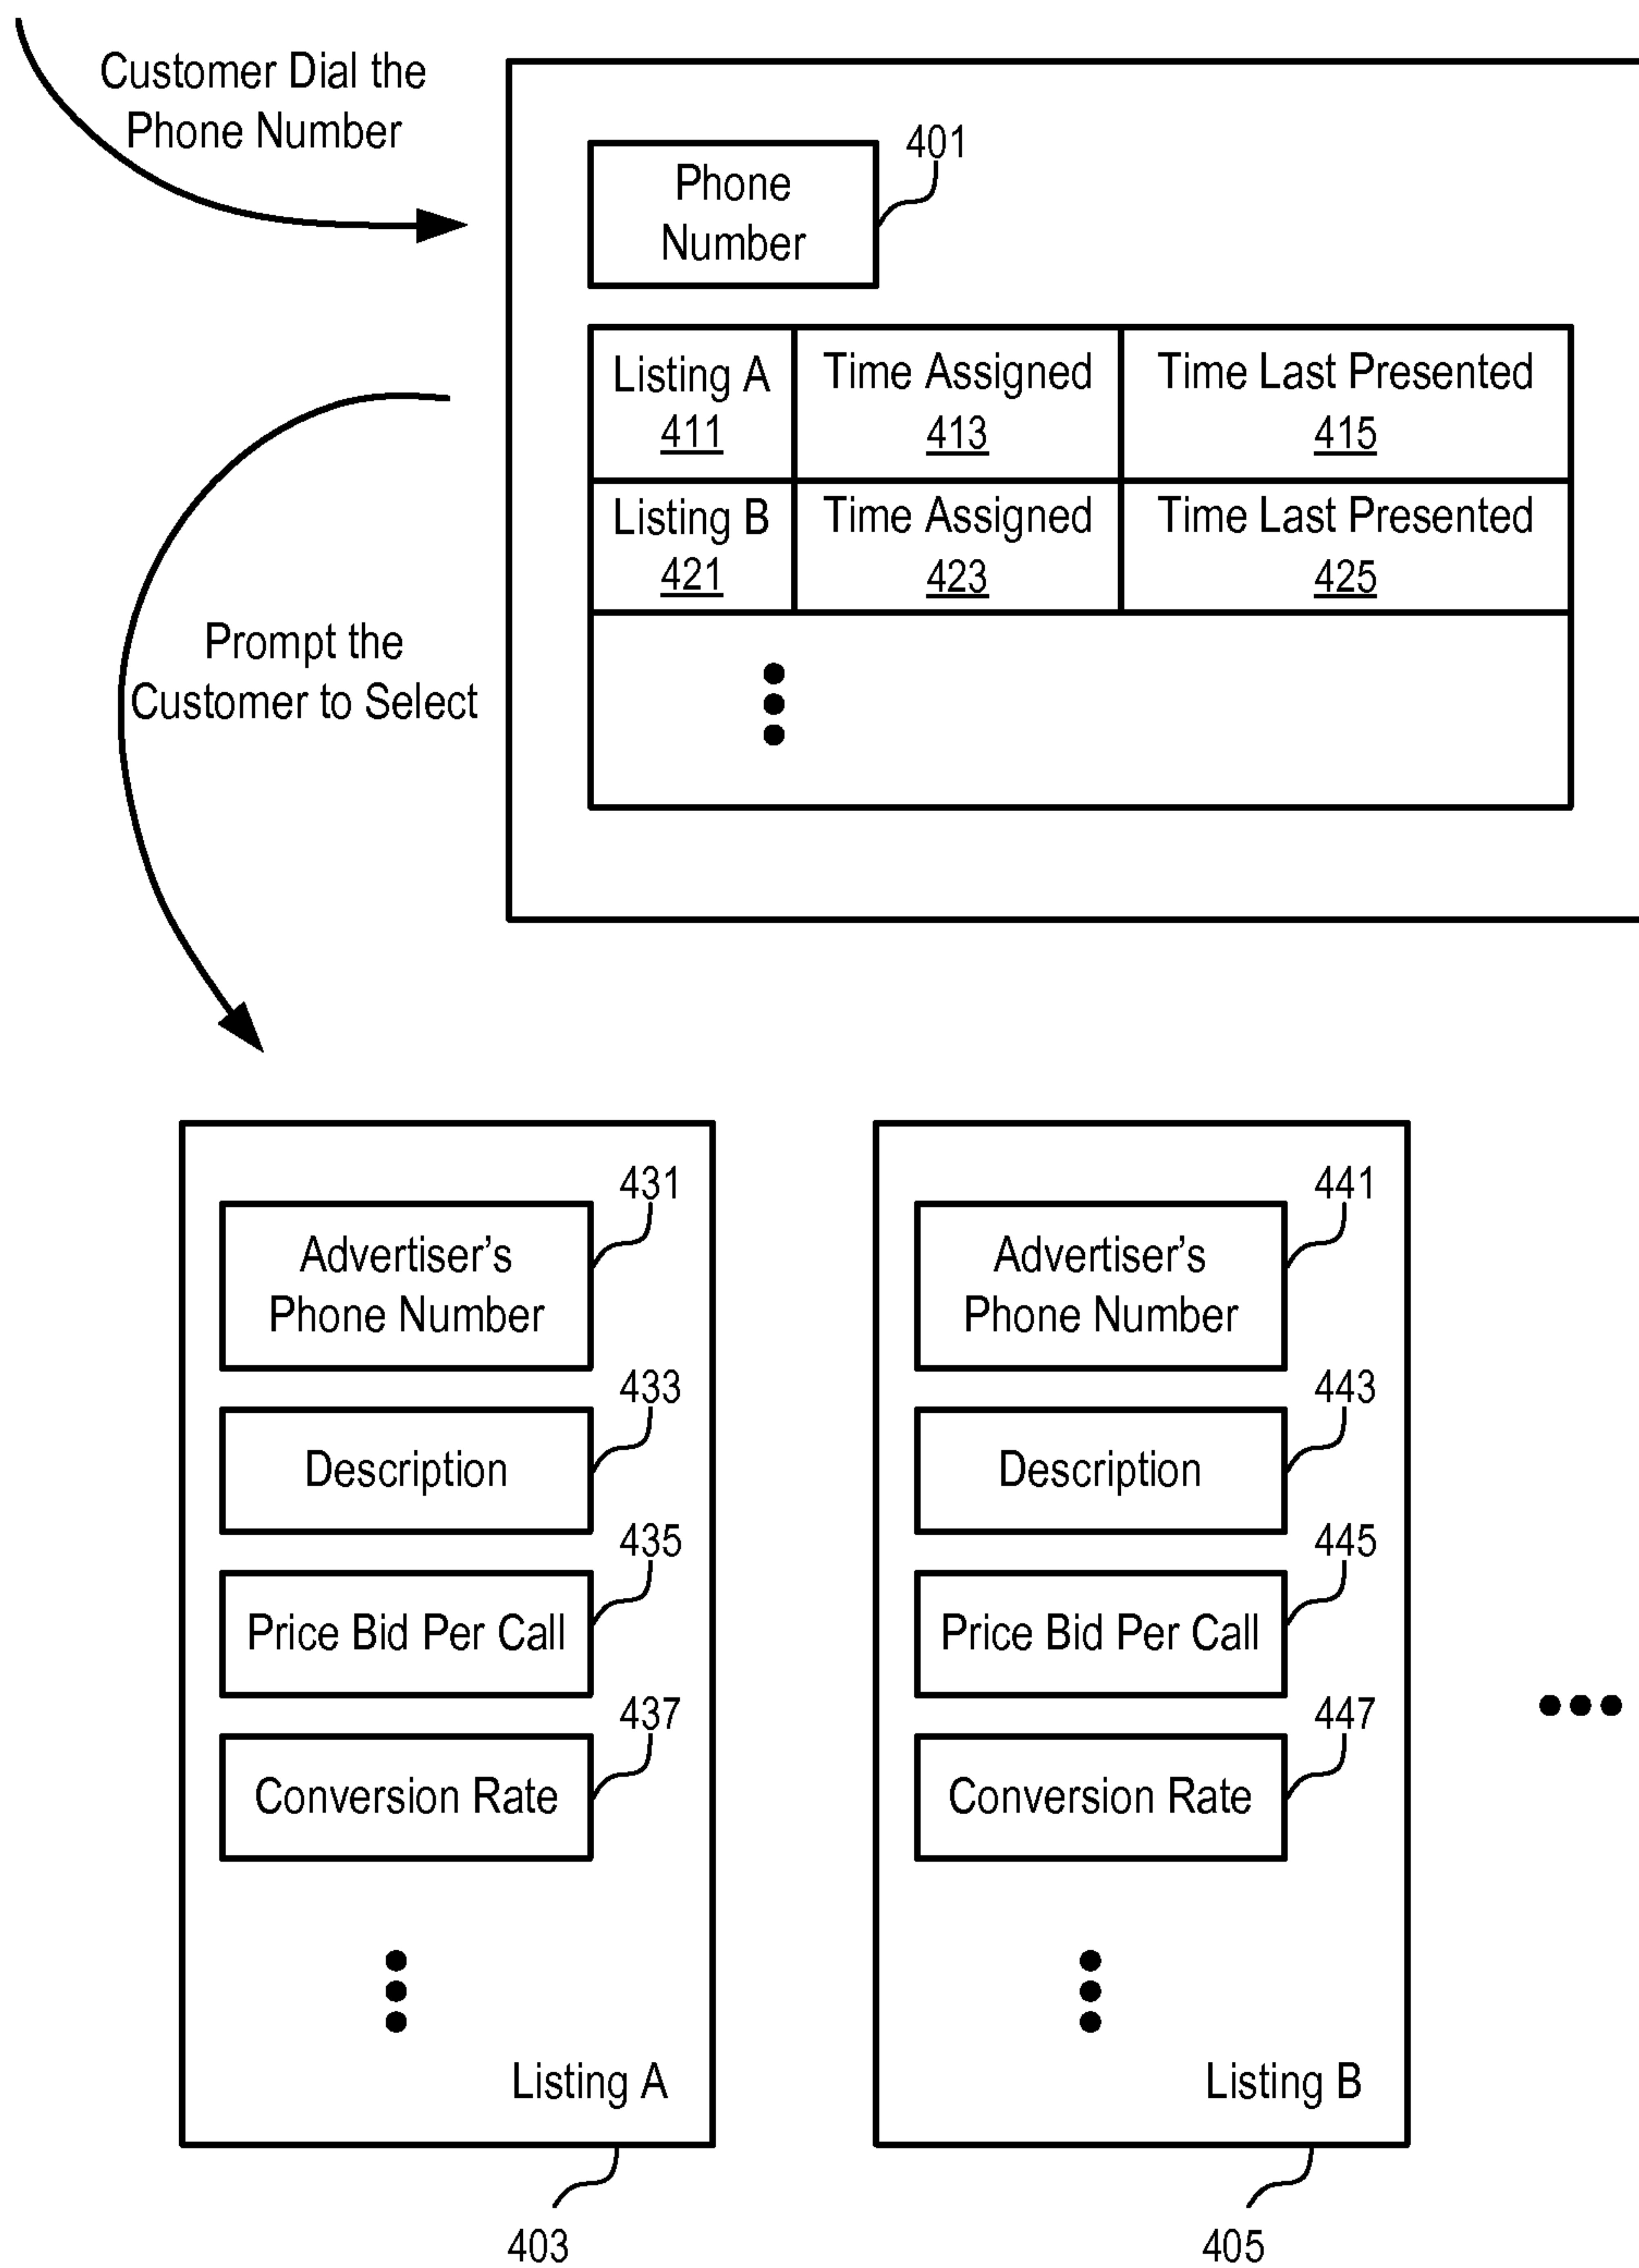 Customer Dial the
Phone Number
401
Phone
Number
Listing A Time Assigned Time Last Presented
411 413 415
Listing B Time Assigned Time Last Presented
421 423 425
Prompt the
Customer to Select
431
Advertiser’s
Phone Number
433
Description
435
Price Bid Per Call
437
Conversion Rate
Listing A
403
441
Advertiser’s
Phone Number
443
Description
445
Price Bid Per Call
447
Conversion Rate
Listing B
405